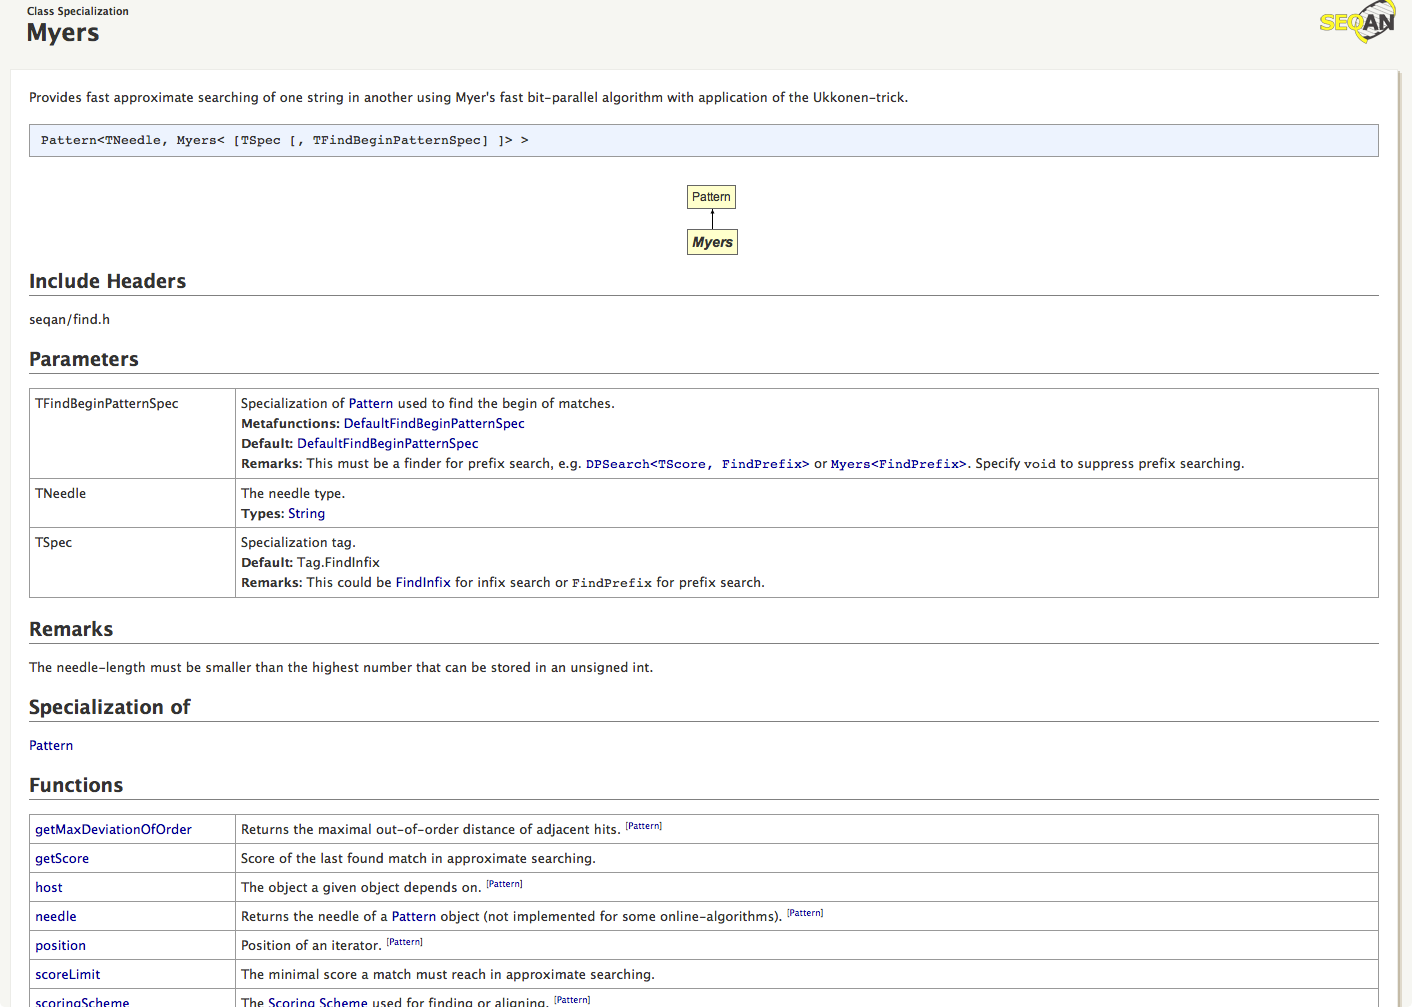 Class Specialization
Myers
SEQAN
Provides fast approximate searching of one string in another using Myer's fast bit-parallel algorithm with application of the Ukkonen-trick.
Pattern<TNeedle, Myers< [TSpec [, TFindBeginPatternSpec] ]> >
Pattern
Myers
Include Headers
seqan/find.h
Parameters
TFindBeginPatternSpec
Specialization of Pattern used to find the begin of matches.
Metafunctions: DefaultFindBeginPatternSpec
Default: DefaultFindBeginPatternSpec
Remarks: This must be a finder for prefix search, e.g. DPSearch<TScore, FindPrefix> or Myers<FindPrefix>. Specify void to suppress prefix searching.
TNeedle
The needle type.
Types: String
TSpec
Specialization tag.
Default: Tag.FindInfix
Remarks: This could be FindInfix for infix search or FindPrefix for prefix search.
Remarks
The needle-length must be smaller than the highest number that can be stored in an unsigned int.
Specialization of
Pattern
Functions
getMaxDeviationOfOrder Returns the maximal out-of-order distance of adjacent hits. [Pattern]
getScore Score of the last found match in approximate searching.
host The object a given object depends on. [Pattern]
needle Returns the needle of a Pattern object (not implemented for some online-algorithms). [Pattern]
position Position of an iterator. [Pattern]
scoreLimit The minimal score a match must reach in approximate searching.
scoringScheme The Scoring Scheme used for finding or aligning. [Pattern]